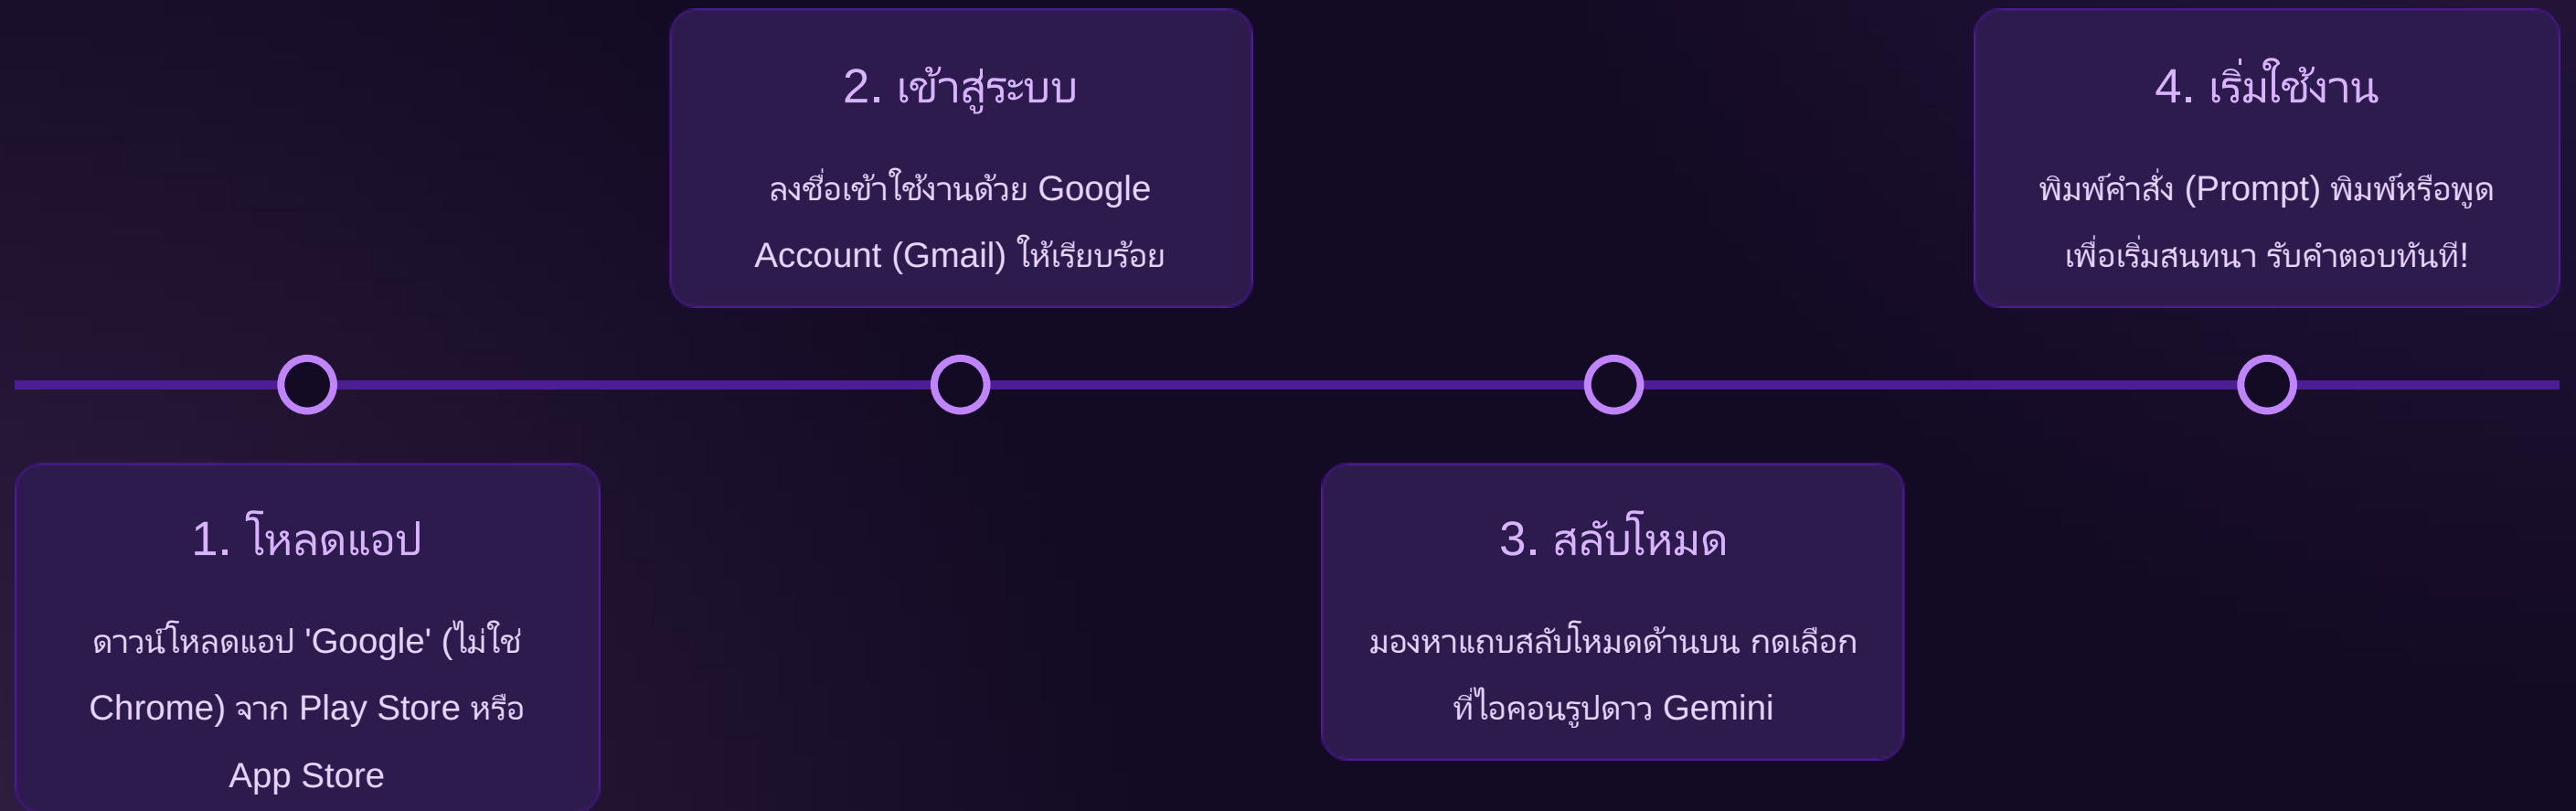 1. โหลดแอป
ดาวน์โหลดแอป 'Google' (ไม่ใช่
Chrome) จาก Play Store หรือ
App Store
2. เข้าสู่ระบบ
ลงชื่อเข้าใช้งานด้วย Google
Account (Gmail) ให้เรียบร้อย
3. สลับโหมด
มองหาแถบสลับโหมดด้านบน กดเลือก
ที่ไอคอนรูปดาว Gemini
4. เริ่มใช้งาน
พิมพ์คำสั่ง (Prompt) พิมพ์หรือพูด
เพื่อเริ่มสนทนา รับคำตอบทันที!